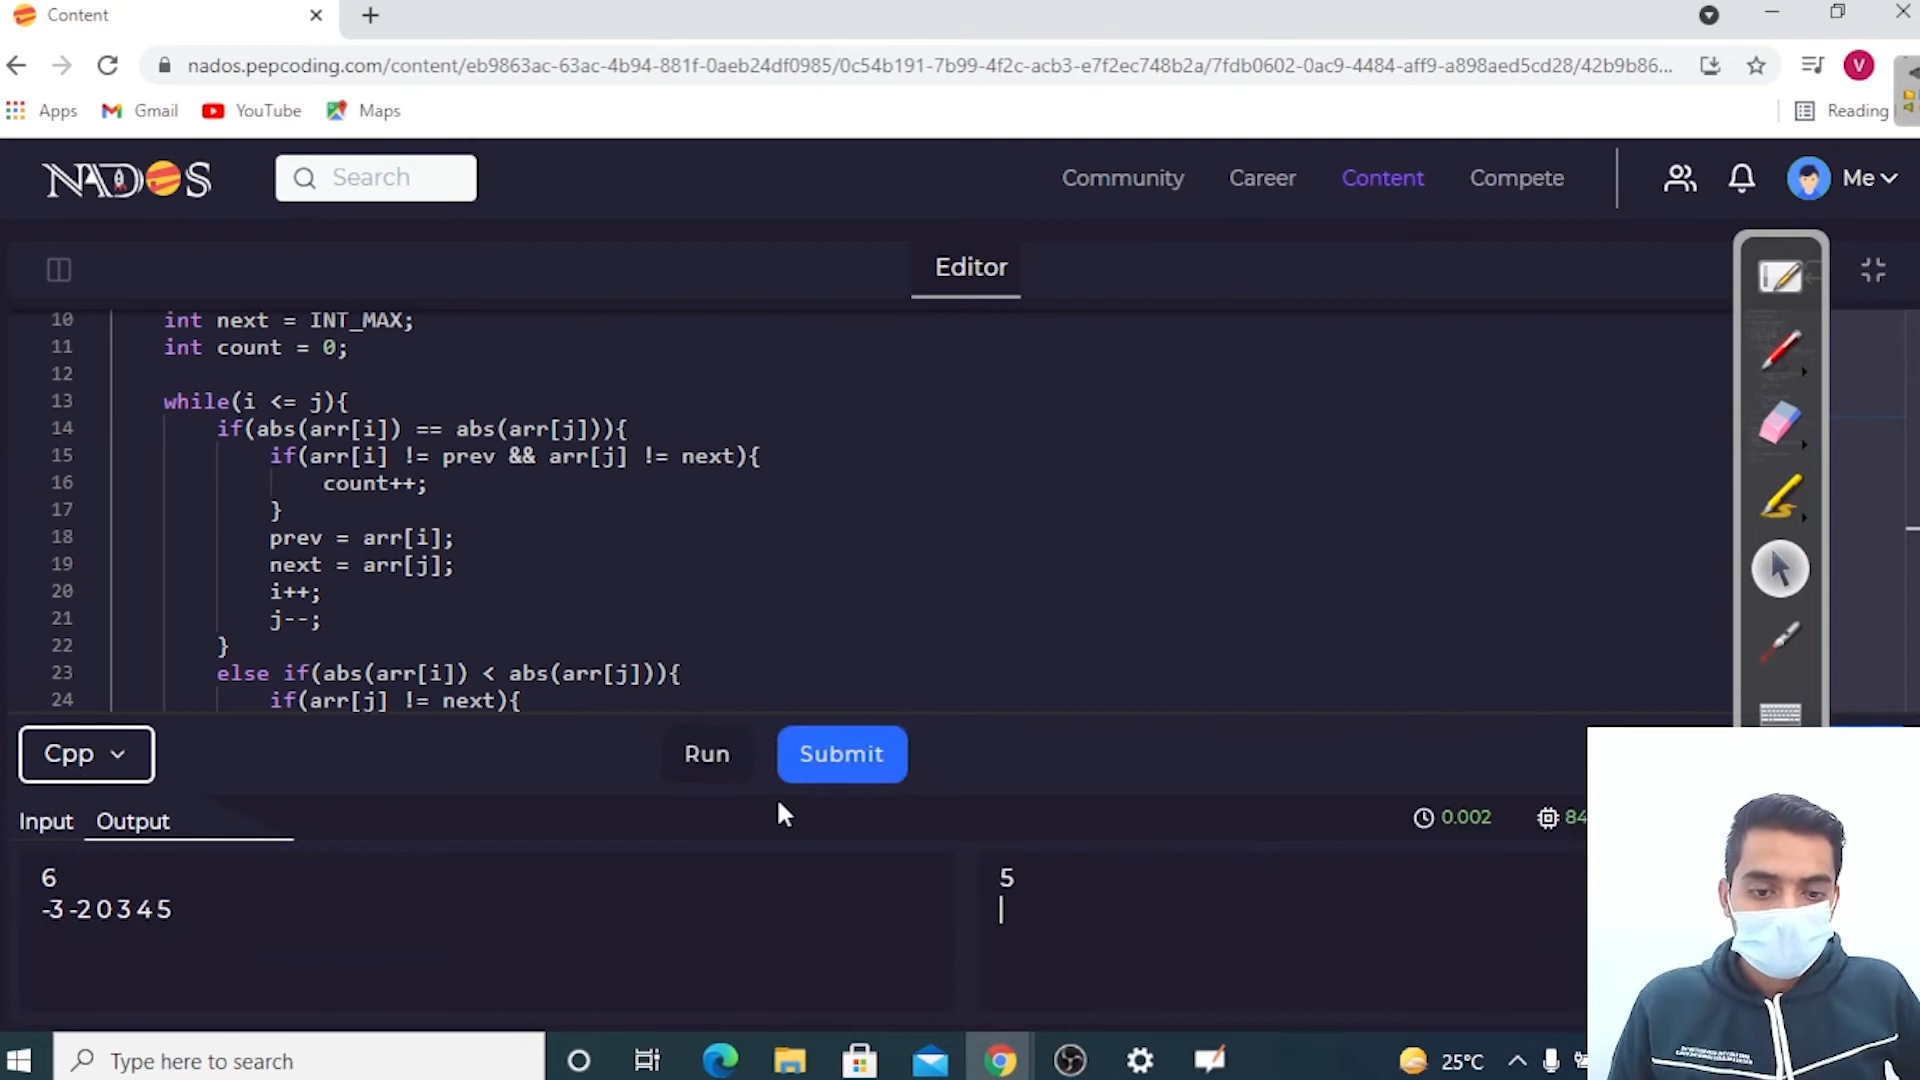 Content
nados.pepcoding.com/content/eb9863ac-63ac-4b94-881f-0aeb24df0985/0c54b191-7b99-4f2c-acb3-e7f2ec748b2a/7fdb0602-0ac9-4484-aff9-a898aed5cd28/42b9b86...
V
Apps Gmail YouTube Maps Reading
NADOS Search Community Career Content Compete Me
Editor
10 int next = INT_MAX;
11 int count = 0;
12
13 while(i <= j){
14 if(abs(arr[i]) == abs(arr[j])){
15 if(arr[i] != prev && arr[j] != next){
16 count++;
17 }
18 prev = arr[i];
19 next = arr[j];
20 i++;
21 j--;
22 }
23 else if(abs(arr[i]) < abs(arr[j])){
24 if(arr[j] != next){
Cpp Run Submit
Input Output 0.002 84
6 5
-3 -2 0 3 4 5
Type here to search 25°C